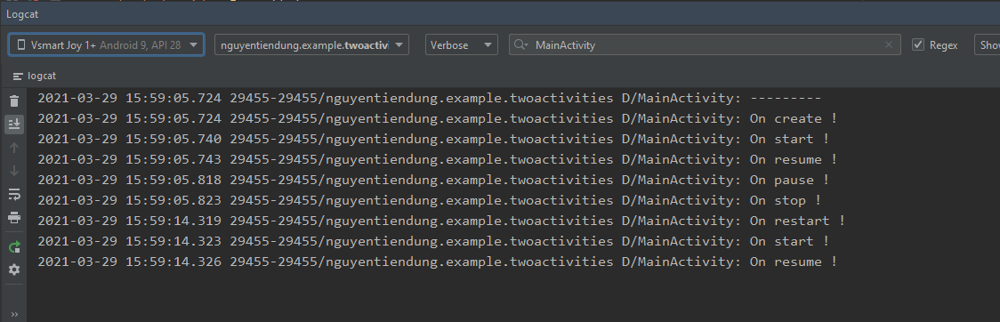 Logcat
Vsmart Joy 1+ Android 9, API 28 nguyentiendung.example.twoactivi Verbose MainActivity Regex Show
logcat
2021-03-29 15:59:05.724 29455-29455/nguyentiendung.example.twoactivities D/MainActivity: ---------
2021-03-29 15:59:05.724 29455-29455/nguyentiendung.example.twoactivities D/MainActivity: On create !
2021-03-29 15:59:05.740 29455-29455/nguyentiendung.example.twoactivities D/MainActivity: On start !
2021-03-29 15:59:05.743 29455-29455/nguyentiendung.example.twoactivities D/MainActivity: On resume !
2021-03-29 15:59:05.818 29455-29455/nguyentiendung.example.twoactivities D/MainActivity: On pause !
2021-03-29 15:59:05.823 29455-29455/nguyentiendung.example.twoactivities D/MainActivity: On stop !
2021-03-29 15:59:14.319 29455-29455/nguyentiendung.example.twoactivities D/MainActivity: On restart !
2021-03-29 15:59:14.323 29455-29455/nguyentiendung.example.twoactivities D/MainActivity: On start !
2021-03-29 15:59:14.326 29455-29455/nguyentiendung.example.twoactivities D/MainActivity: On resume !